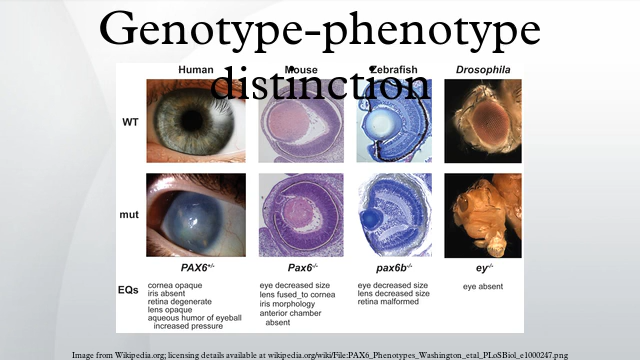 Genotype-phenotype
distinction
Human Mouse Zebrafish Drosophila
WT
mut
PAX6+/- Pax6-/- pax6b-/- ey-/-
EQs
cornea opaque
iris absent
retina degenerate
lens opaque
aqueous humor of eyeball
increased pressure
eye decreased size
lens fused_to cornea
iris morphology
anterior chamber
absent
eye decreased size
lens decreased size
retina malformed
eye absent
Image from Wikipedia.org; licensing details available at wikipedia.org/wiki/File:PAX6_Phenotypes_Washington_etal_PLoSBiol_e1000247.png